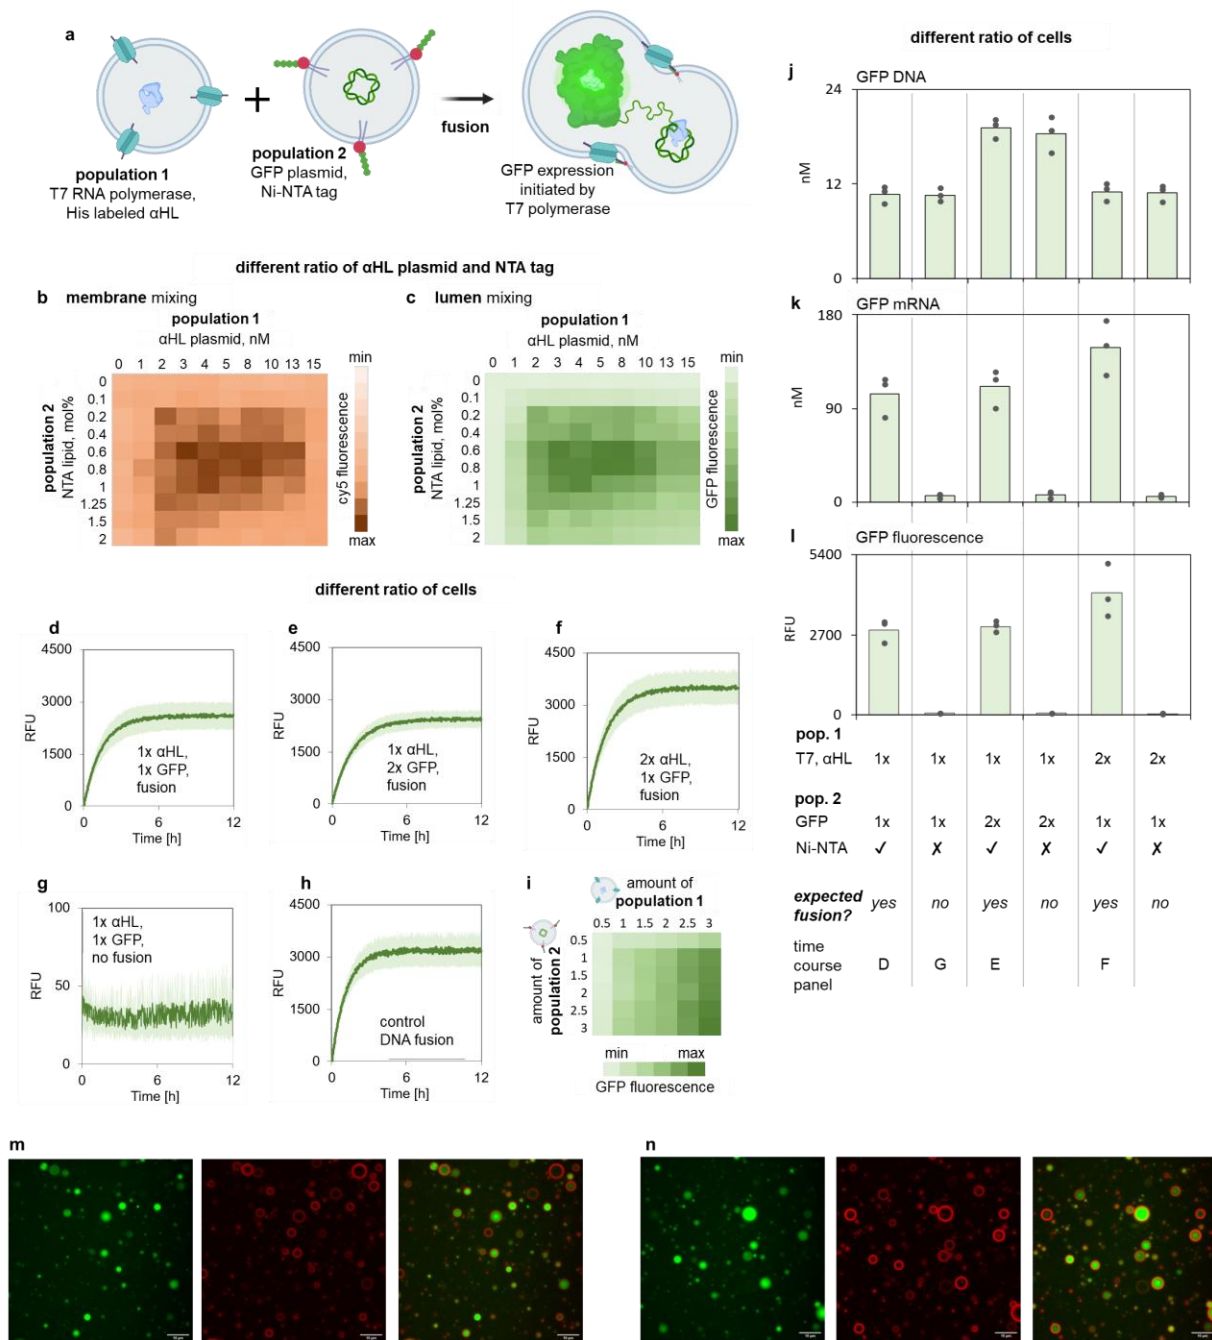 a
population 1
T7 RNA polymerase,
His labeled αHL
+
population 2
GFP plasmid,
Ni-NTA tag
fusion
GFP expression
initiated by
T7 polymerase
different ratio of αHL plasmid and NTA tag
b membrane mixing
population 1
αHL plasmid, nM
0 1 2 3 4 5 8 10 13 15
population 2
NTA lipid, mol%
0
0.1
0.2
0.4
0.6
0.8
1
1.25
1.5
2
min
cy5 fluorescence
max
c lumen mixing
population 1
αHL plasmid, nM
0 1 2 3 4 5 8 10 13 15
population 2
NTA lipid, mol%
0
0.1
0.2
0.4
0.6
0.8
1
1.25
1.5
2
min
GFP fluorescence
max
different ratio of cells
d
4500
3000
1500
0
RFU
1x αHL,
1x GFP,
fusion
0 6 12
Time [h]
e
4500
3000
1500
0
RFU
1x αHL,
2x GFP,
fusion
0 6 12
Time [h]
f
4500
3000
1500
0
RFU
2x αHL,
1x GFP,
fusion
0 6 12
Time [h]
g
100
50
0
RFU
1x αHL,
1x GFP,
no fusion
0 6 12
Time [h]
h
4500
3000
1500
0
RFU
control
DNA fusion
0 6 12
Time [h]
i
amount of
population 1
0.5 1 1.5 2 2.5 3
amount of
population 2
0.5
1
1.5
2
2.5
3
min max
GFP fluorescence
different ratio of cells
j
GFP DNA
24
12
0
nM
k
GFP mRNA
180
90
0
nM
l
GFP fluorescence
5400
2700
0
RFU
pop. 1
T7, αHL 1x 1x 1x 1x 2x 2x
pop. 2
GFP 1x 1x 2x 2x 1x 1x
Ni-NTA ✓ ✗ ✓ ✗ ✓ ✗
expected
fusion? yes no yes no yes no
time
course
panel
D G E F
m
n